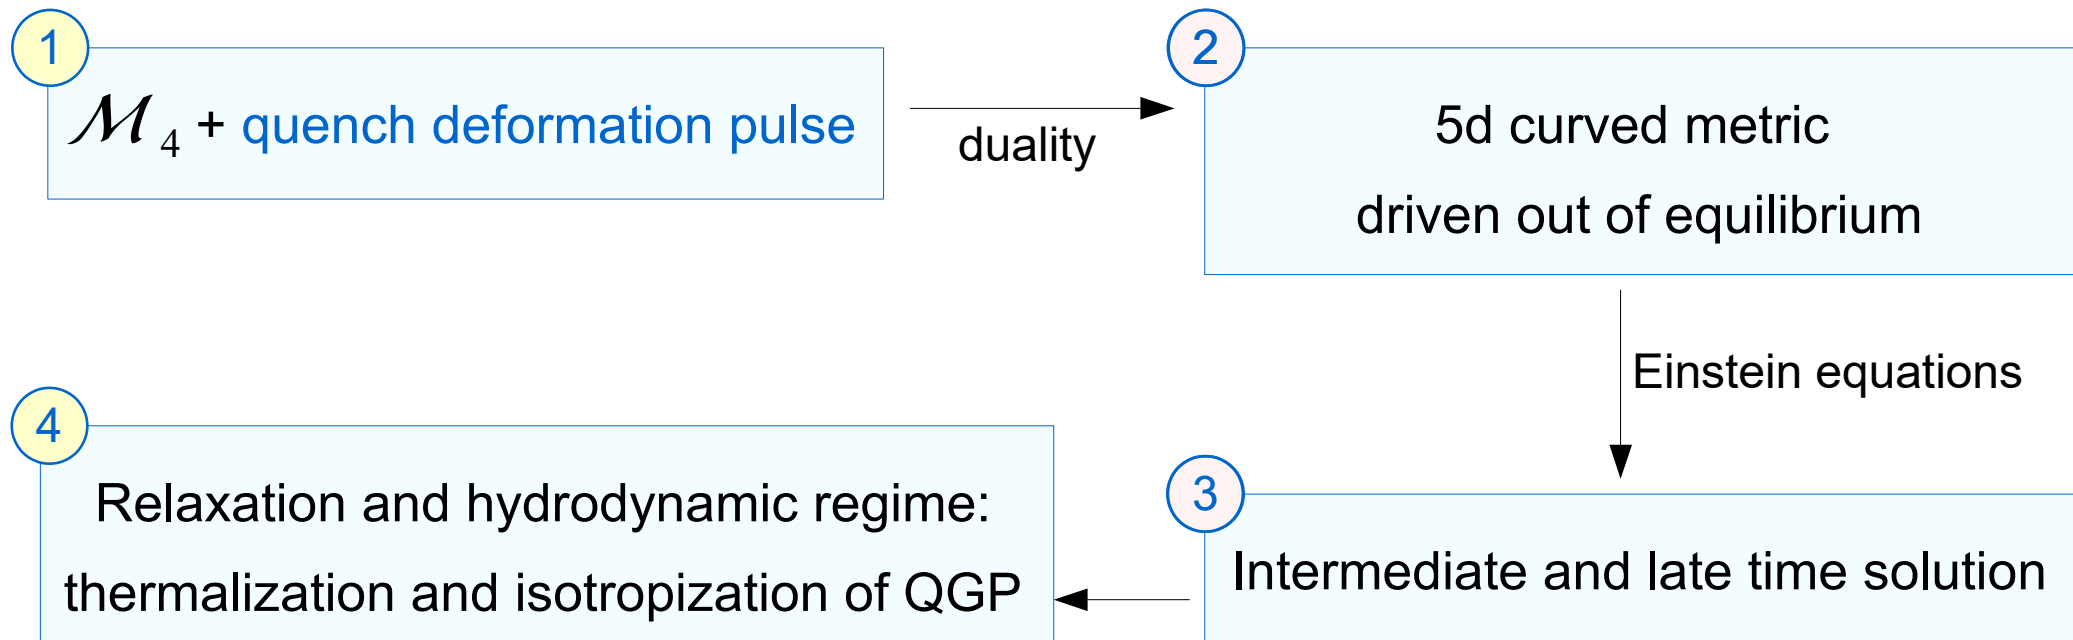 1
ℳ₄ + quench deformation pulse
duality
2
5d curved metric
driven out of equilibrium
Einstein equations
3
Intermediate and late time solution
4
Relaxation and hydrodynamic regime:
thermalization and isotropization of QGP